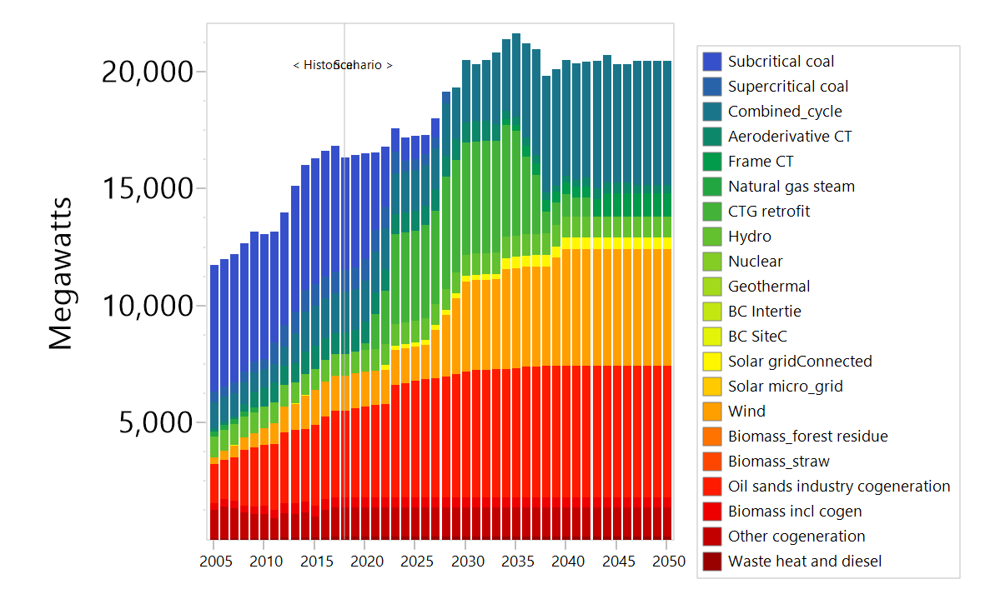 Megawatts
20,000
15,000
10,000
5,000
< Historical
Scenario >
2005 2010 2015 2020 2025 2030 2035 2040 2045 2050
Subcritical coal
Supercritical coal
Combined_cycle
Aeroderivative CT
Frame CT
Natural gas steam
CTG retrofit
Hydro
Nuclear
Geothermal
BC Intertie
BC SiteC
Solar gridConnected
Solar micro_grid
Wind
Biomass_forest residue
Biomass_straw
Oil sands industry cogeneration
Biomass incl cogen
Other cogeneration
Waste heat and diesel